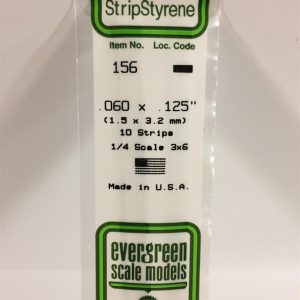 StripStyrene
Item No. Loc. Code
156
.060 x .125"
(1.5 x 3.2 mm)
10 Strips
1/4 Scale 3x6
Made in U.S.A.
evergreen
scale models